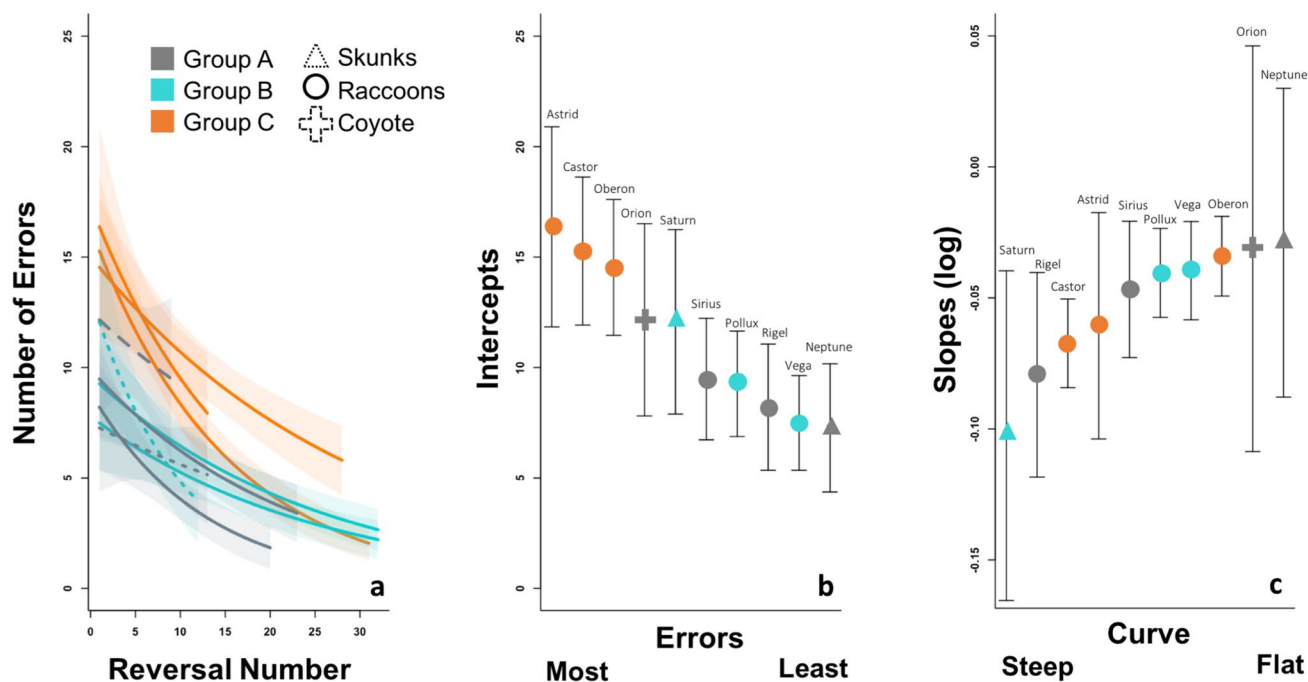 Number of Errors
25
20
15
10
5
0
Group A
Group B
Group C
Skunks
Raccoons
Coyote
a
0 5 10 15 20 25 30
Reversal Number
Intercepts
25
20
15
10
5
0
Astrid
Castor
Oberon
Orion
Saturn
Sirius
Pollux
Rigel
Vega
Neptune
b
Errors
Most Least
Slopes (log)
0.05
0.00
-0.05
-0.10
-0.15
Saturn
Rigel
Castor
Astrid
Sirius
Pollux
Vega
Oberon
Orion
Neptune
c
Curve
Steep Flat